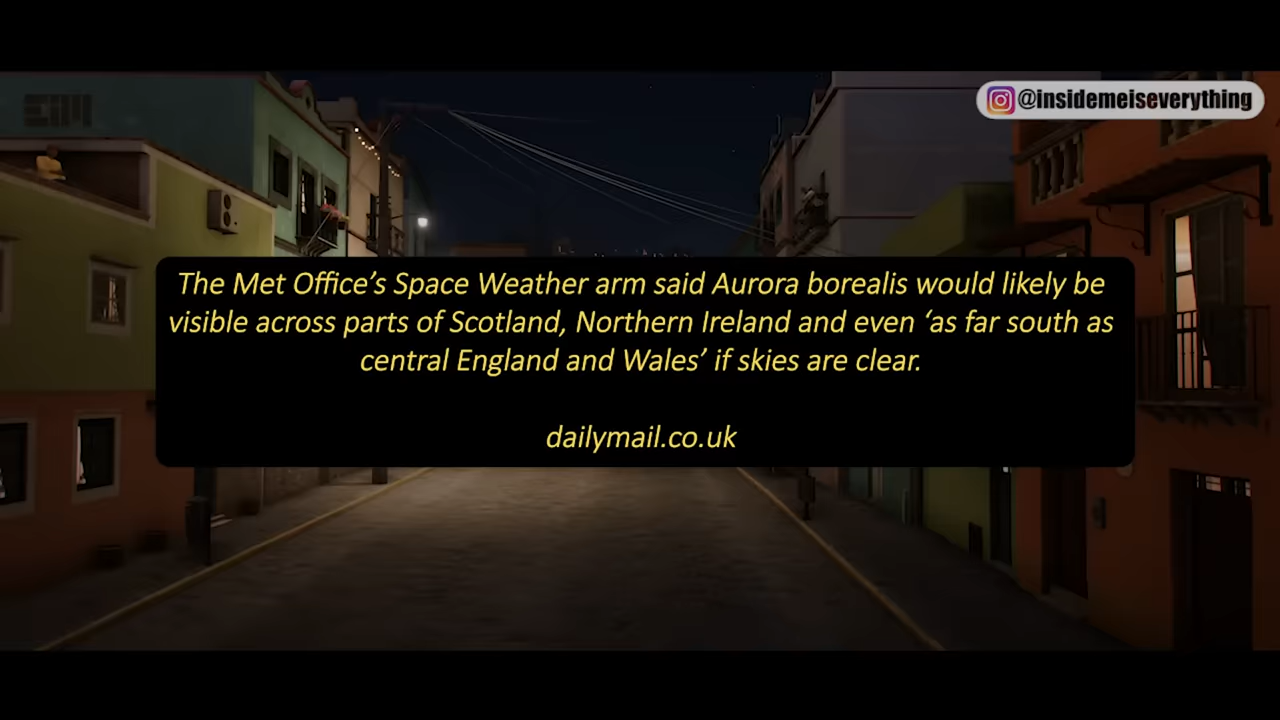 @insidemeiseverything
The Met Office’s Space Weather arm said Aurora borealis would likely be
visible across parts of Scotland, Northern Ireland and even ‘as far south as
central England and Wales’ if skies are clear.
dailymail.co.uk